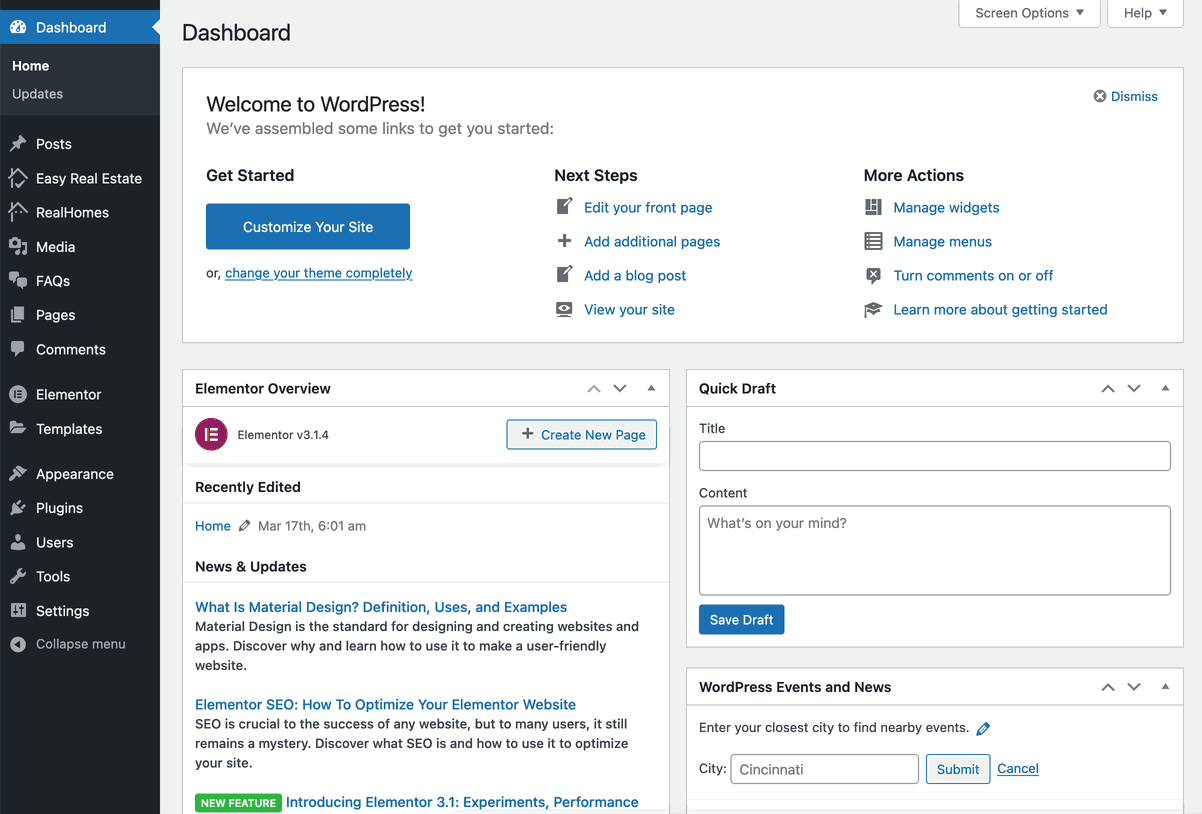 Dashboard
Home
Updates
Posts
Easy Real Estate
RealHomes
Media
FAQs
Pages
Comments
Elementor
Templates
Appearance
Plugins
Users
Tools
Settings
Collapse menu
Screen Options
Help
Dashboard
Welcome to WordPress!
We've assembled some links to get you started:
Dismiss
Get Started
Customize Your Site
or, change your theme completely
Next Steps
Edit your front page
Add additional pages
Add a blog post
View your site
More Actions
Manage widgets
Manage menus
Turn comments on or off
Learn more about getting started
Elementor Overview
Elementor v3.1.4
Create New Page
Recently Edited
Home Mar 17th, 6:01 am
News & Updates
What Is Material Design? Definition, Uses, and Examples
Material Design is the standard for designing and creating websites and
apps. Discover why and learn how to use it to make a user-friendly
website.
Elementor SEO: How To Optimize Your Elementor Website
SEO is crucial to the success of any website, but to many users, it still
remains a mystery. Discover what SEO is and how to use it to optimize
your site.
NEW FEATURE Introducing Elementor 3.1: Experiments, Performance
Quick Draft
Title
Content
What's on your mind?
Save Draft
WordPress Events and News
Enter your closest city to find nearby events.
City: Cincinnati Submit Cancel